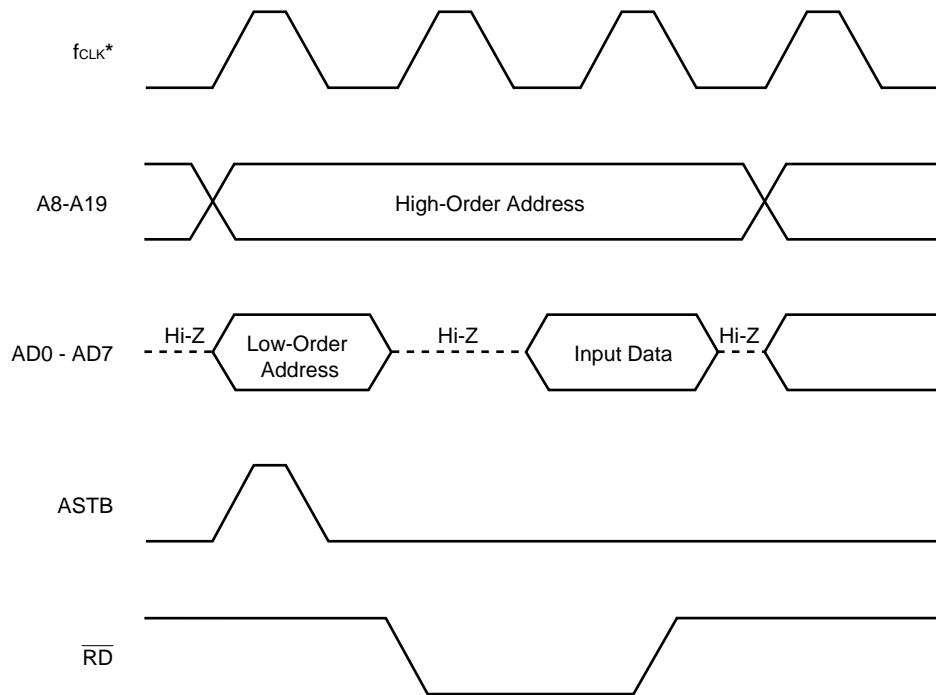 fCLK*
A8-A19
High-Order Address
AD0 - AD7
Hi-Z
Low-Order
Address
Hi-Z
Input Data
Hi-Z
ASTB
RD